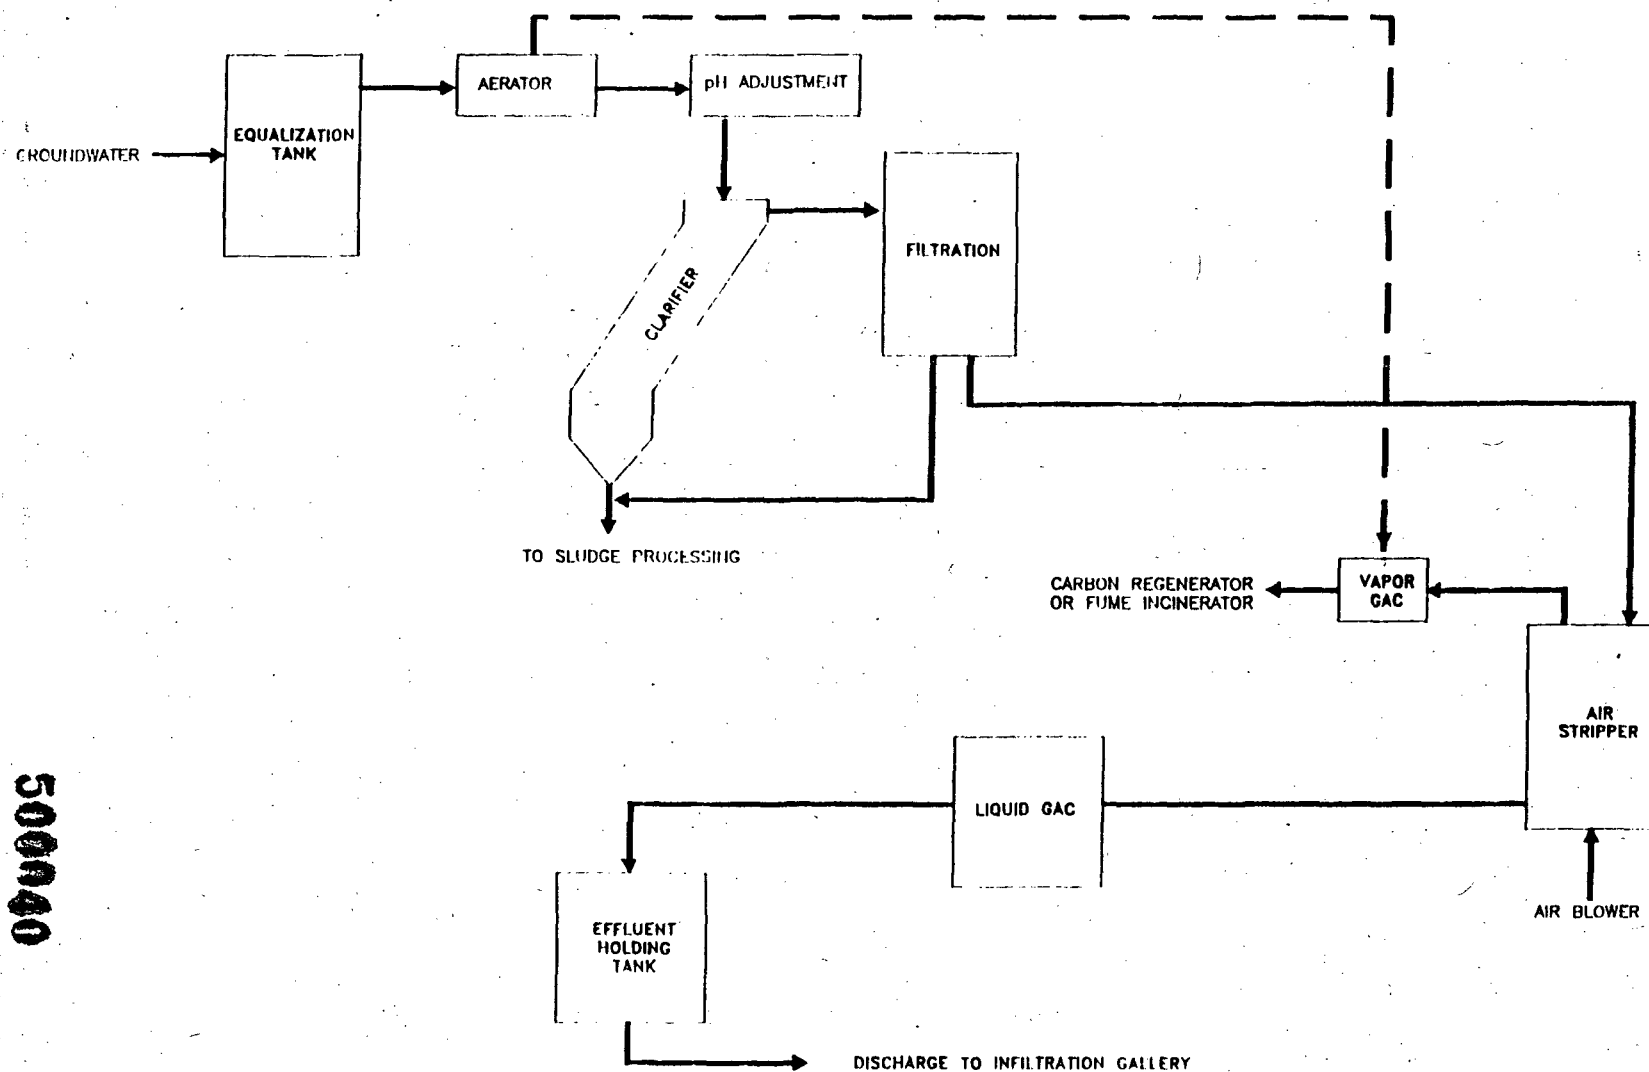 AERATOR
pH ADJUSTMENT
EQUALIZATION
TANK
GROUNDWATER
FILTRATION
CLARIFIER
TO SLUDGE PROCESSING
CARBON REGENERATOR
OR FUME INCINERATOR
VAPOR
GAC
AIR
STRIPPER
LIQUID GAC
AIR BLOWER
EFFLUENT
HOLDING
TANK
DISCHARGE TO INFILTRATION GALLERY
500040